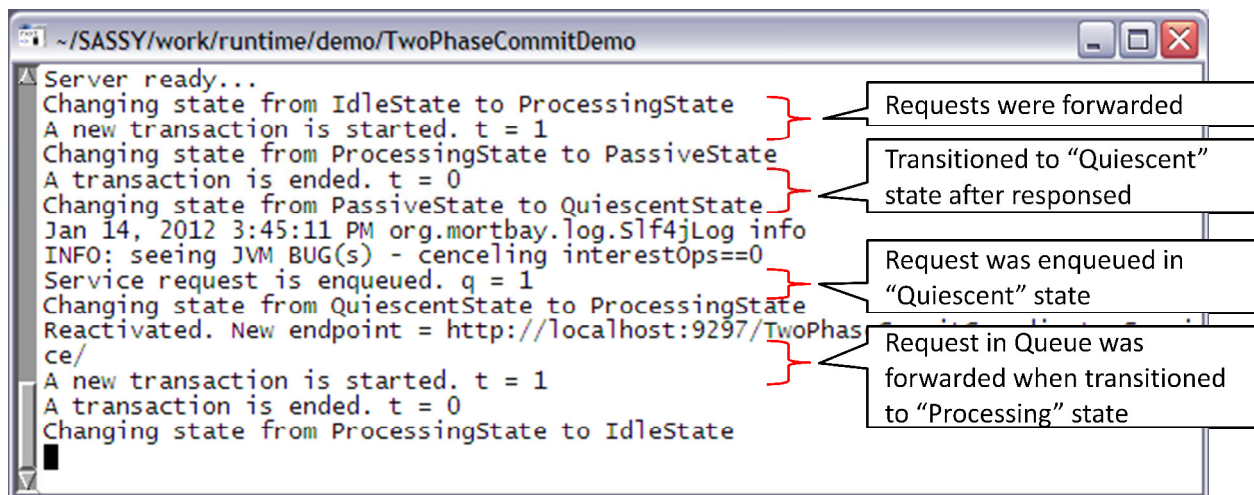 ~/SASSY/work/runtime/demo/TwoPhaseCommitDemo
Server ready...
Changing state from IdleState to ProcessingState
A new transaction is started. t = 1
Changing state from ProcessingState to PassiveState
A transaction is ended. t = 0
Changing state from PassiveState to QuiescentState
Jan 14, 2012 3:45:11 PM org.mortbay.log.Slf4jLog info
INFO: seeing JVM BUG(s) - cenceling interestOps==0
Service request is enqueued. q = 1
Changing state from QuiescentState to ProcessingState
Reactivated. New endpoint = http://localhost:9297/TwoPhas
ce/
A new transaction is started. t = 1
A transaction is ended. t = 0
Changing state from ProcessingState to IdleState
Requests were forwarded
Transitioned to “Quiescent”
state after responsed
Request was enqueued in
“Quiescent” state
Request in Queue was
forwarded when transitioned
to “Processing” state